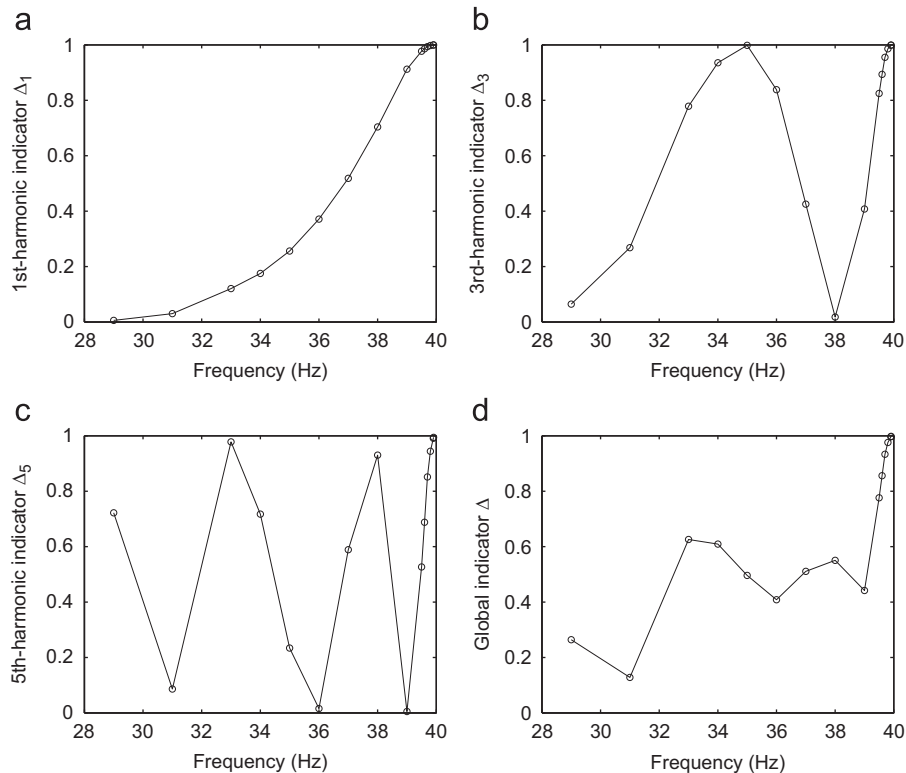 a
1
0.8
0.6
0.4
0.2
0
1st-harmonic indicator Δ1
28 30 32 34 36 38 40
Frequency (Hz)
b
1
0.8
0.6
0.4
0.2
0
3rd-harmonic indicator Δ3
28 30 32 34 36 38 40
Frequency (Hz)
c
1
0.8
0.6
0.4
0.2
0
5th-harmonic indicator Δ5
28 30 32 34 36 38 40
Frequency (Hz)
d
1
0.8
0.6
0.4
0.2
0
Global indicator Δ
28 30 32 34 36 38 40
Frequency (Hz)